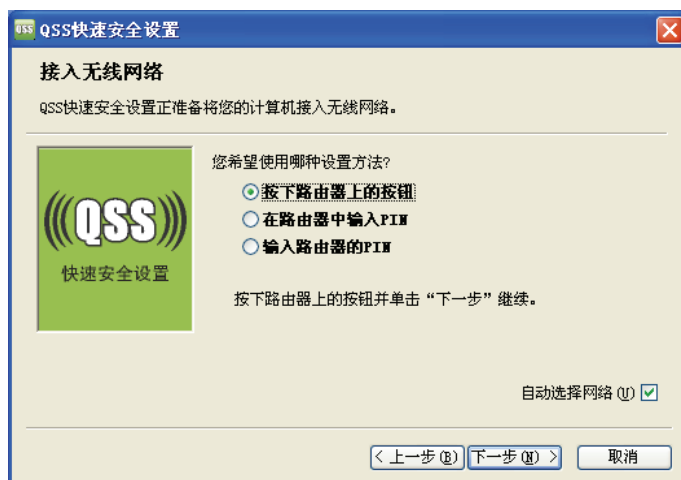 QSS QSS快速安全设置
接入无线网络
QSS快速安全设置正准备将您的计算机接入无线网络。
您希望使用哪种设置方法?
按下路由器上的按钮
在路由器中输入PIN
输入路由器的PIN
(((QSS)))
快速安全设置
按下路由器上的按钮并单击“下一步”继续。
自动选择网络(U)
< 上一步(B) 下一步(N) > 取消